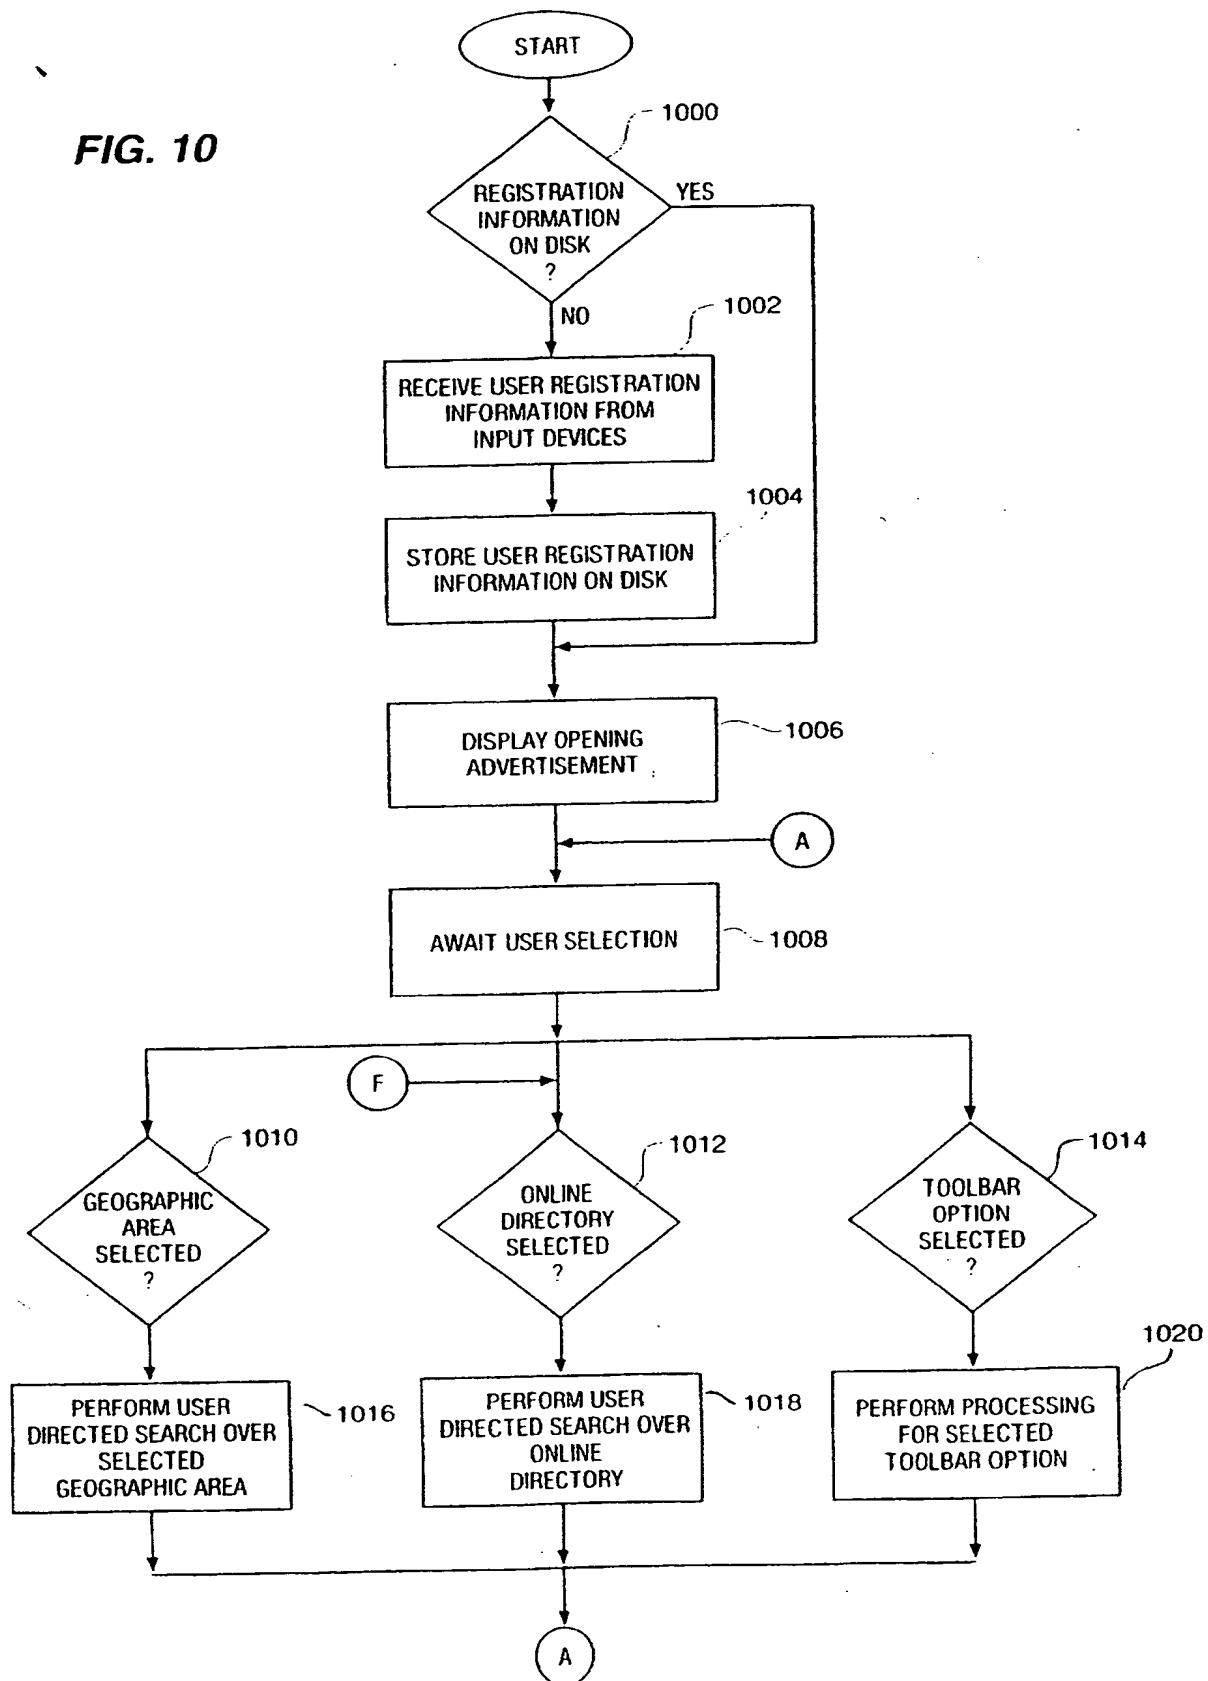 START
FIG. 10
1000
REGISTRATION
INFORMATION
ON DISK
?
YES
NO
1002
RECEIVE USER REGISTRATION
INFORMATION FROM
INPUT DEVICES
1004
STORE USER REGISTRATION
INFORMATION ON DISK
DISPLAY OPENING
ADVERTISEMENT
1006
A
AWAIT USER SELECTION
1008
F
1010
GEOGRAPHIC
AREA
SELECTED
?
1012
ONLINE
DIRECTORY
SELECTED
?
1014
TOOLBAR
OPTION
SELECTED
?
PERFORM USER
DIRECTED SEARCH OVER
SELECTED
GEOGRAPHIC AREA
1016
PERFORM USER
DIRECTED SEARCH OVER
ONLINE
DIRECTORY
1018
1020
PERFORM PROCESSING
FOR SELECTED
TOOLBAR OPTION
A